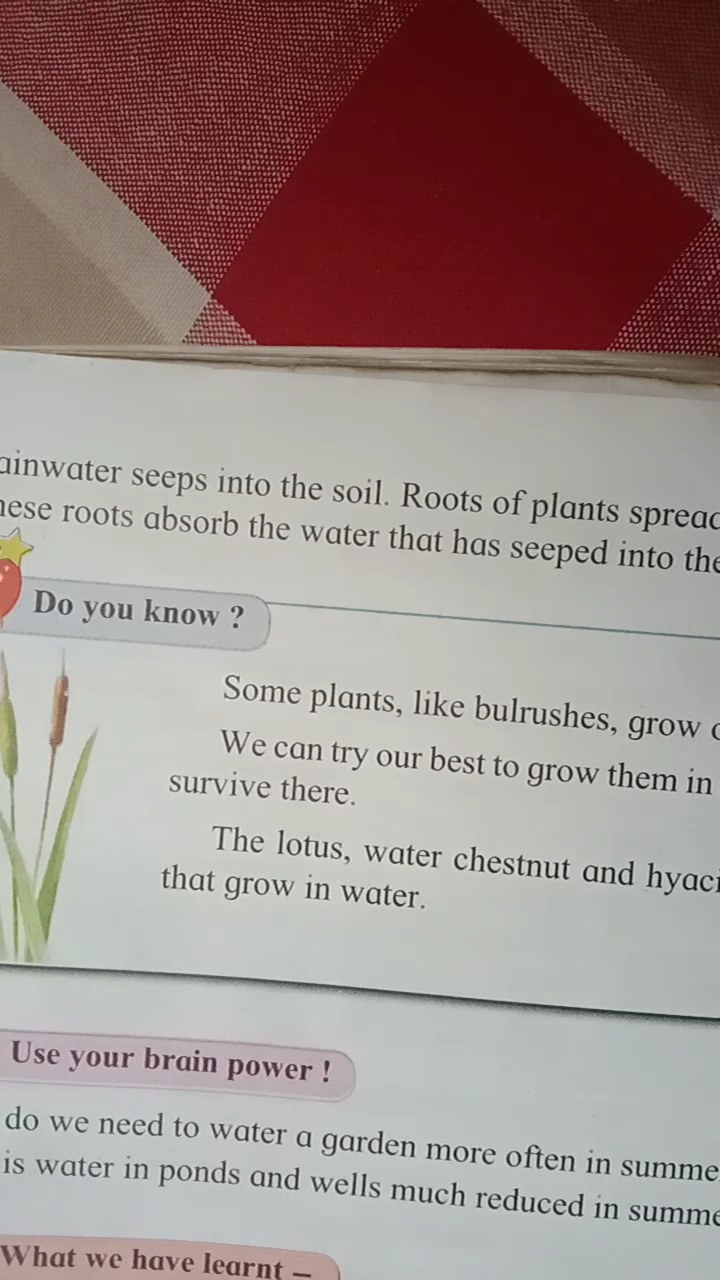 ainwater seeps into the soil. Roots of plants spread
hese roots absorb the water that has seeped into the
Do you know ?
Some plants, like bulrushes, grow
We can try our best to grow them in
survive there.
The lotus, water chestnut and hyaci
that grow in water.
Use your brain power !
do we need to water a garden more often in summe
is water in ponds and wells much reduced in summe
What we have learnt –